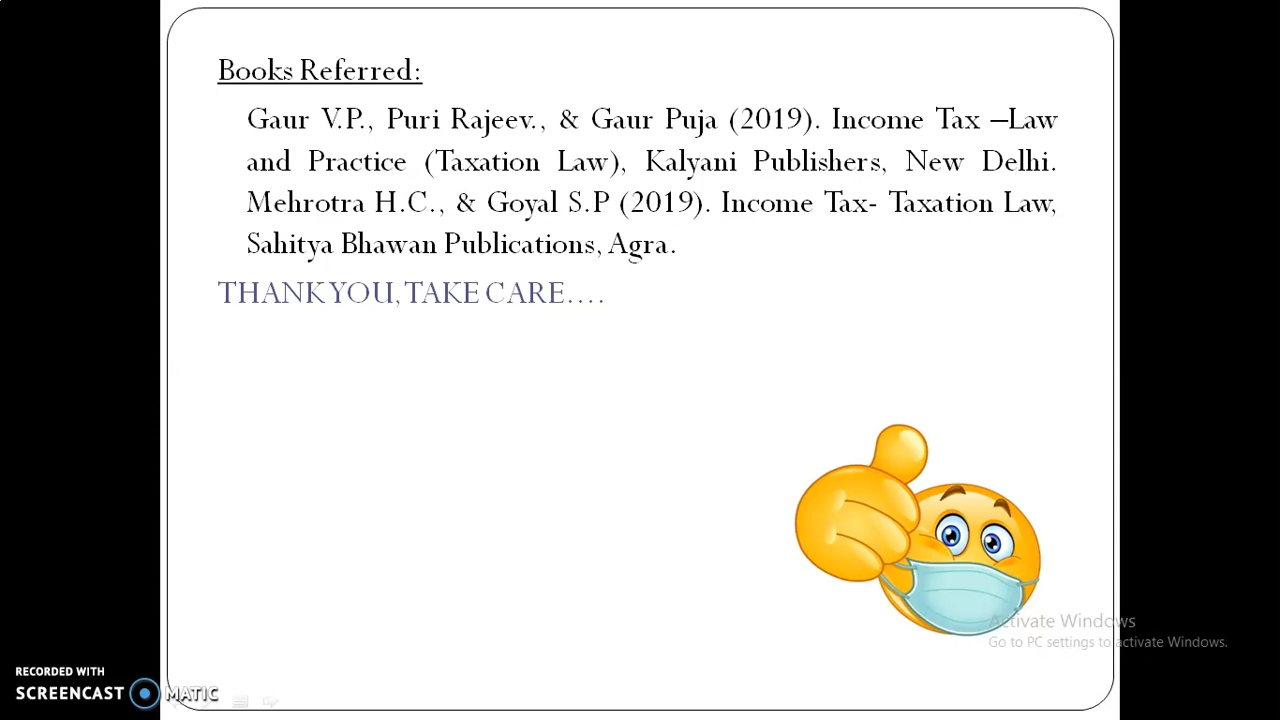 Books Referred:
Gaur V.P., Puri Rajeev., & Gaur Puja (2019). Income Tax –Law
and Practice (Taxation Law), Kalyani Publishers, New Delhi.
Mehrotra H.C., & Goyal S.P (2019). Income Tax- Taxation Law,
Sahitya Bhawan Publications, Agra.
THANK YOU, TAKE CARE....
Activate Windows
Go to PC settings to activate Windows.
RECORDED WITH
SCREENCAST MATIC